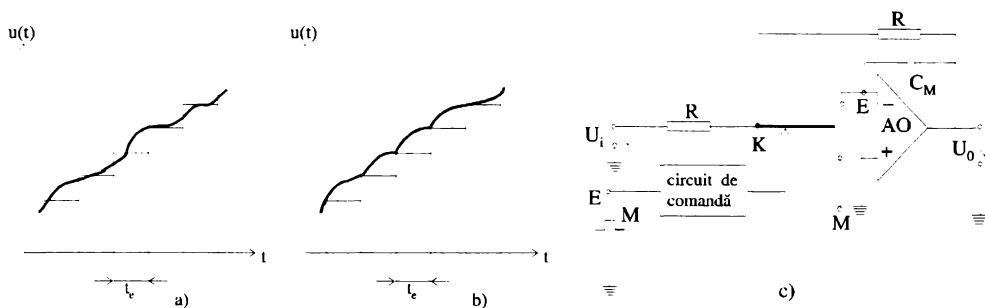 u(t)
t
t_e
a)
u(t)
t
t_e
b)
R
C_M
E
−
AO
+
R
U_i
K
U_0
circuit de
comandă
E
M
M
c)